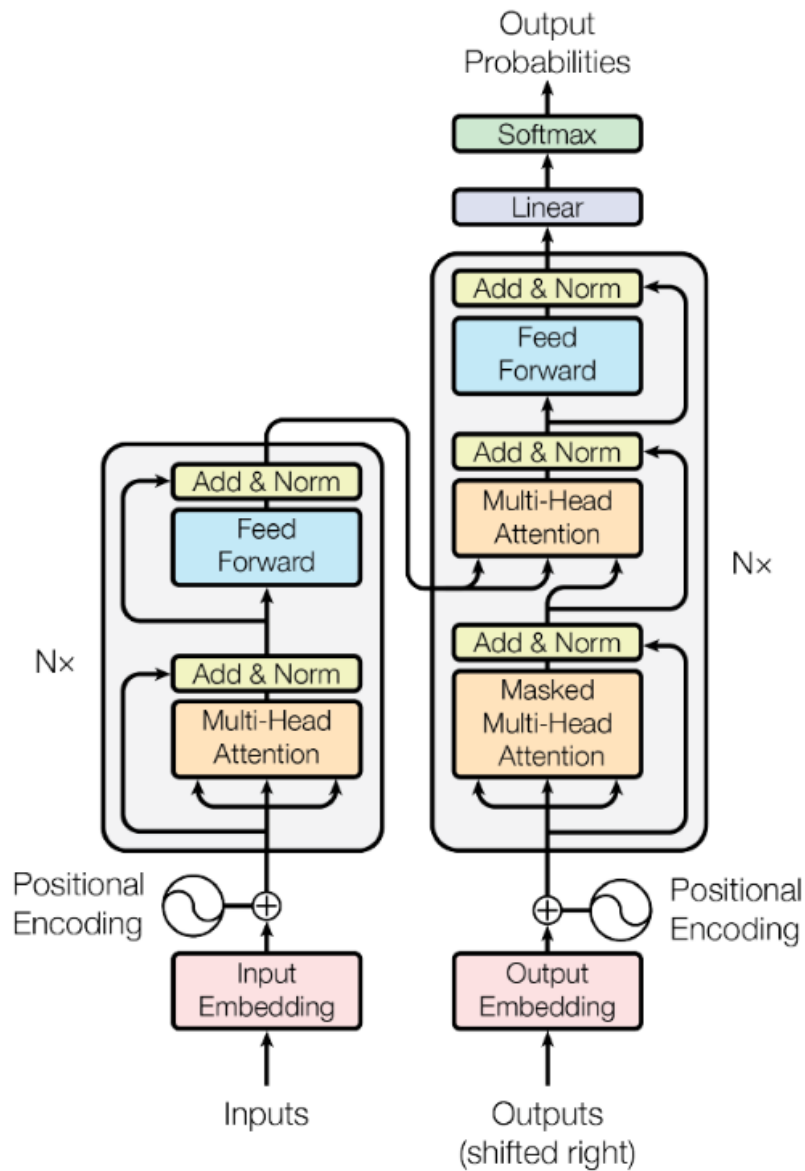 Output
Probabilities
Softmax
Linear
Add & Norm
Feed
Forward
Add & Norm
Multi-Head
Attention
Add & Norm
Masked
Multi-Head
Attention
N×
Add & Norm
Feed
Forward
Add & Norm
Multi-Head
Attention
N×
Positional
Encoding
Positional
Encoding
Input
Embedding
Output
Embedding
Inputs
Outputs
(shifted right)